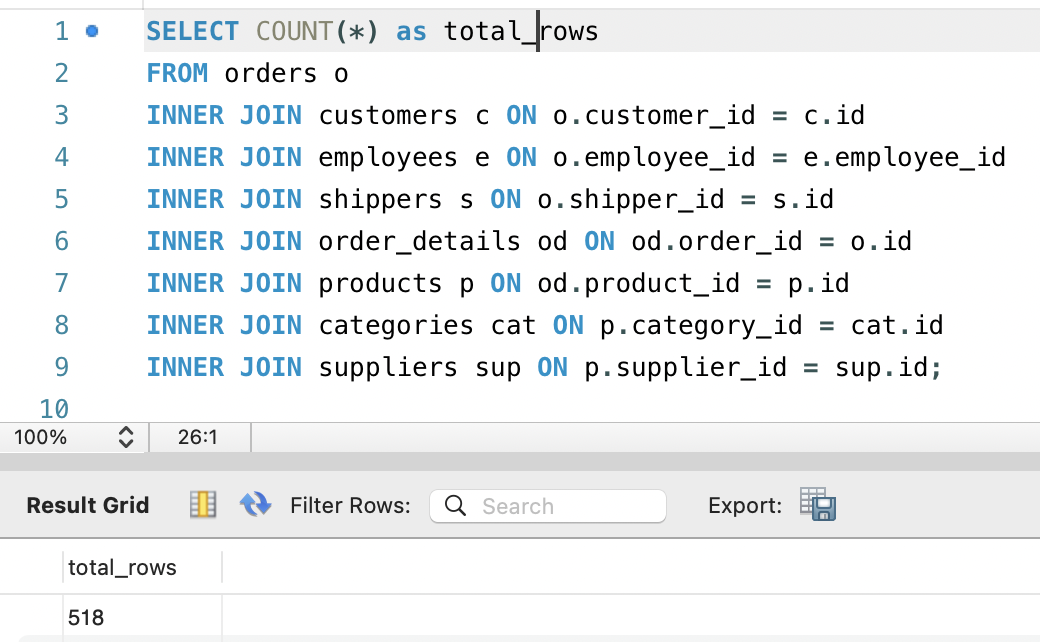 1 SELECT COUNT(*) as total_rows
2 FROM orders o
3 INNER JOIN customers c ON o.customer_id = c.id
4 INNER JOIN employees e ON o.employee_id = e.employee_id
5 INNER JOIN shippers s ON o.shipper_id = s.id
6 INNER JOIN order_details od ON od.order_id = o.id
7 INNER JOIN products p ON od.product_id = p.id
8 INNER JOIN categories cat ON p.category_id = cat.id
9 INNER JOIN suppliers sup ON p.supplier_id = sup.id;
10
100% 26:1
Result Grid Filter Rows: Search Export:
total_rows
518